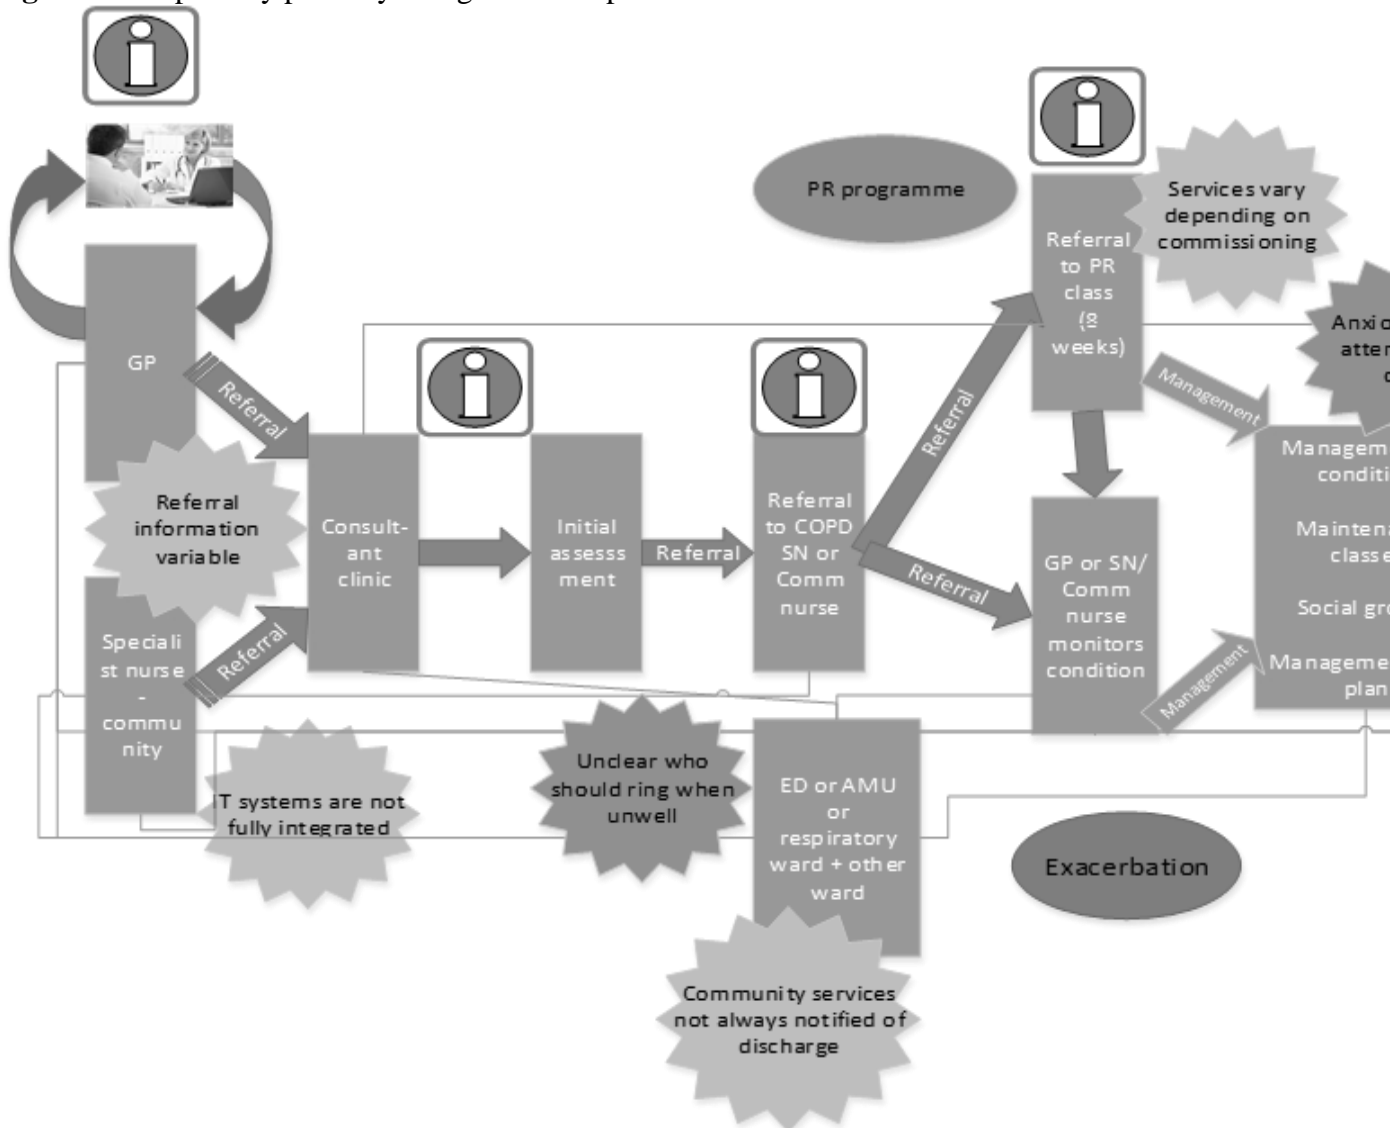 PR programme
Services vary
depending on
commissioning
Referral
to PR
class
(8
weeks)
GP
Referral
Management
Referral
information
variable
Consult-
ant
clinic
Initial
assesss
ment
Referral
Referral
to COPD
SN or
Comm
nurse
Referral
Referral
GP or SN/
Comm
nurse
monitors
condition
classe
Social gro
plan
Management
Speciali
st nurse
-
commu
nity
Referral
IT systems are not
fully integrated
Unclear who
should ring when
unwell
ED or AMU
or
respiratory
ward + other
ward
Exacerbation
Community services
not always notified of
discharge